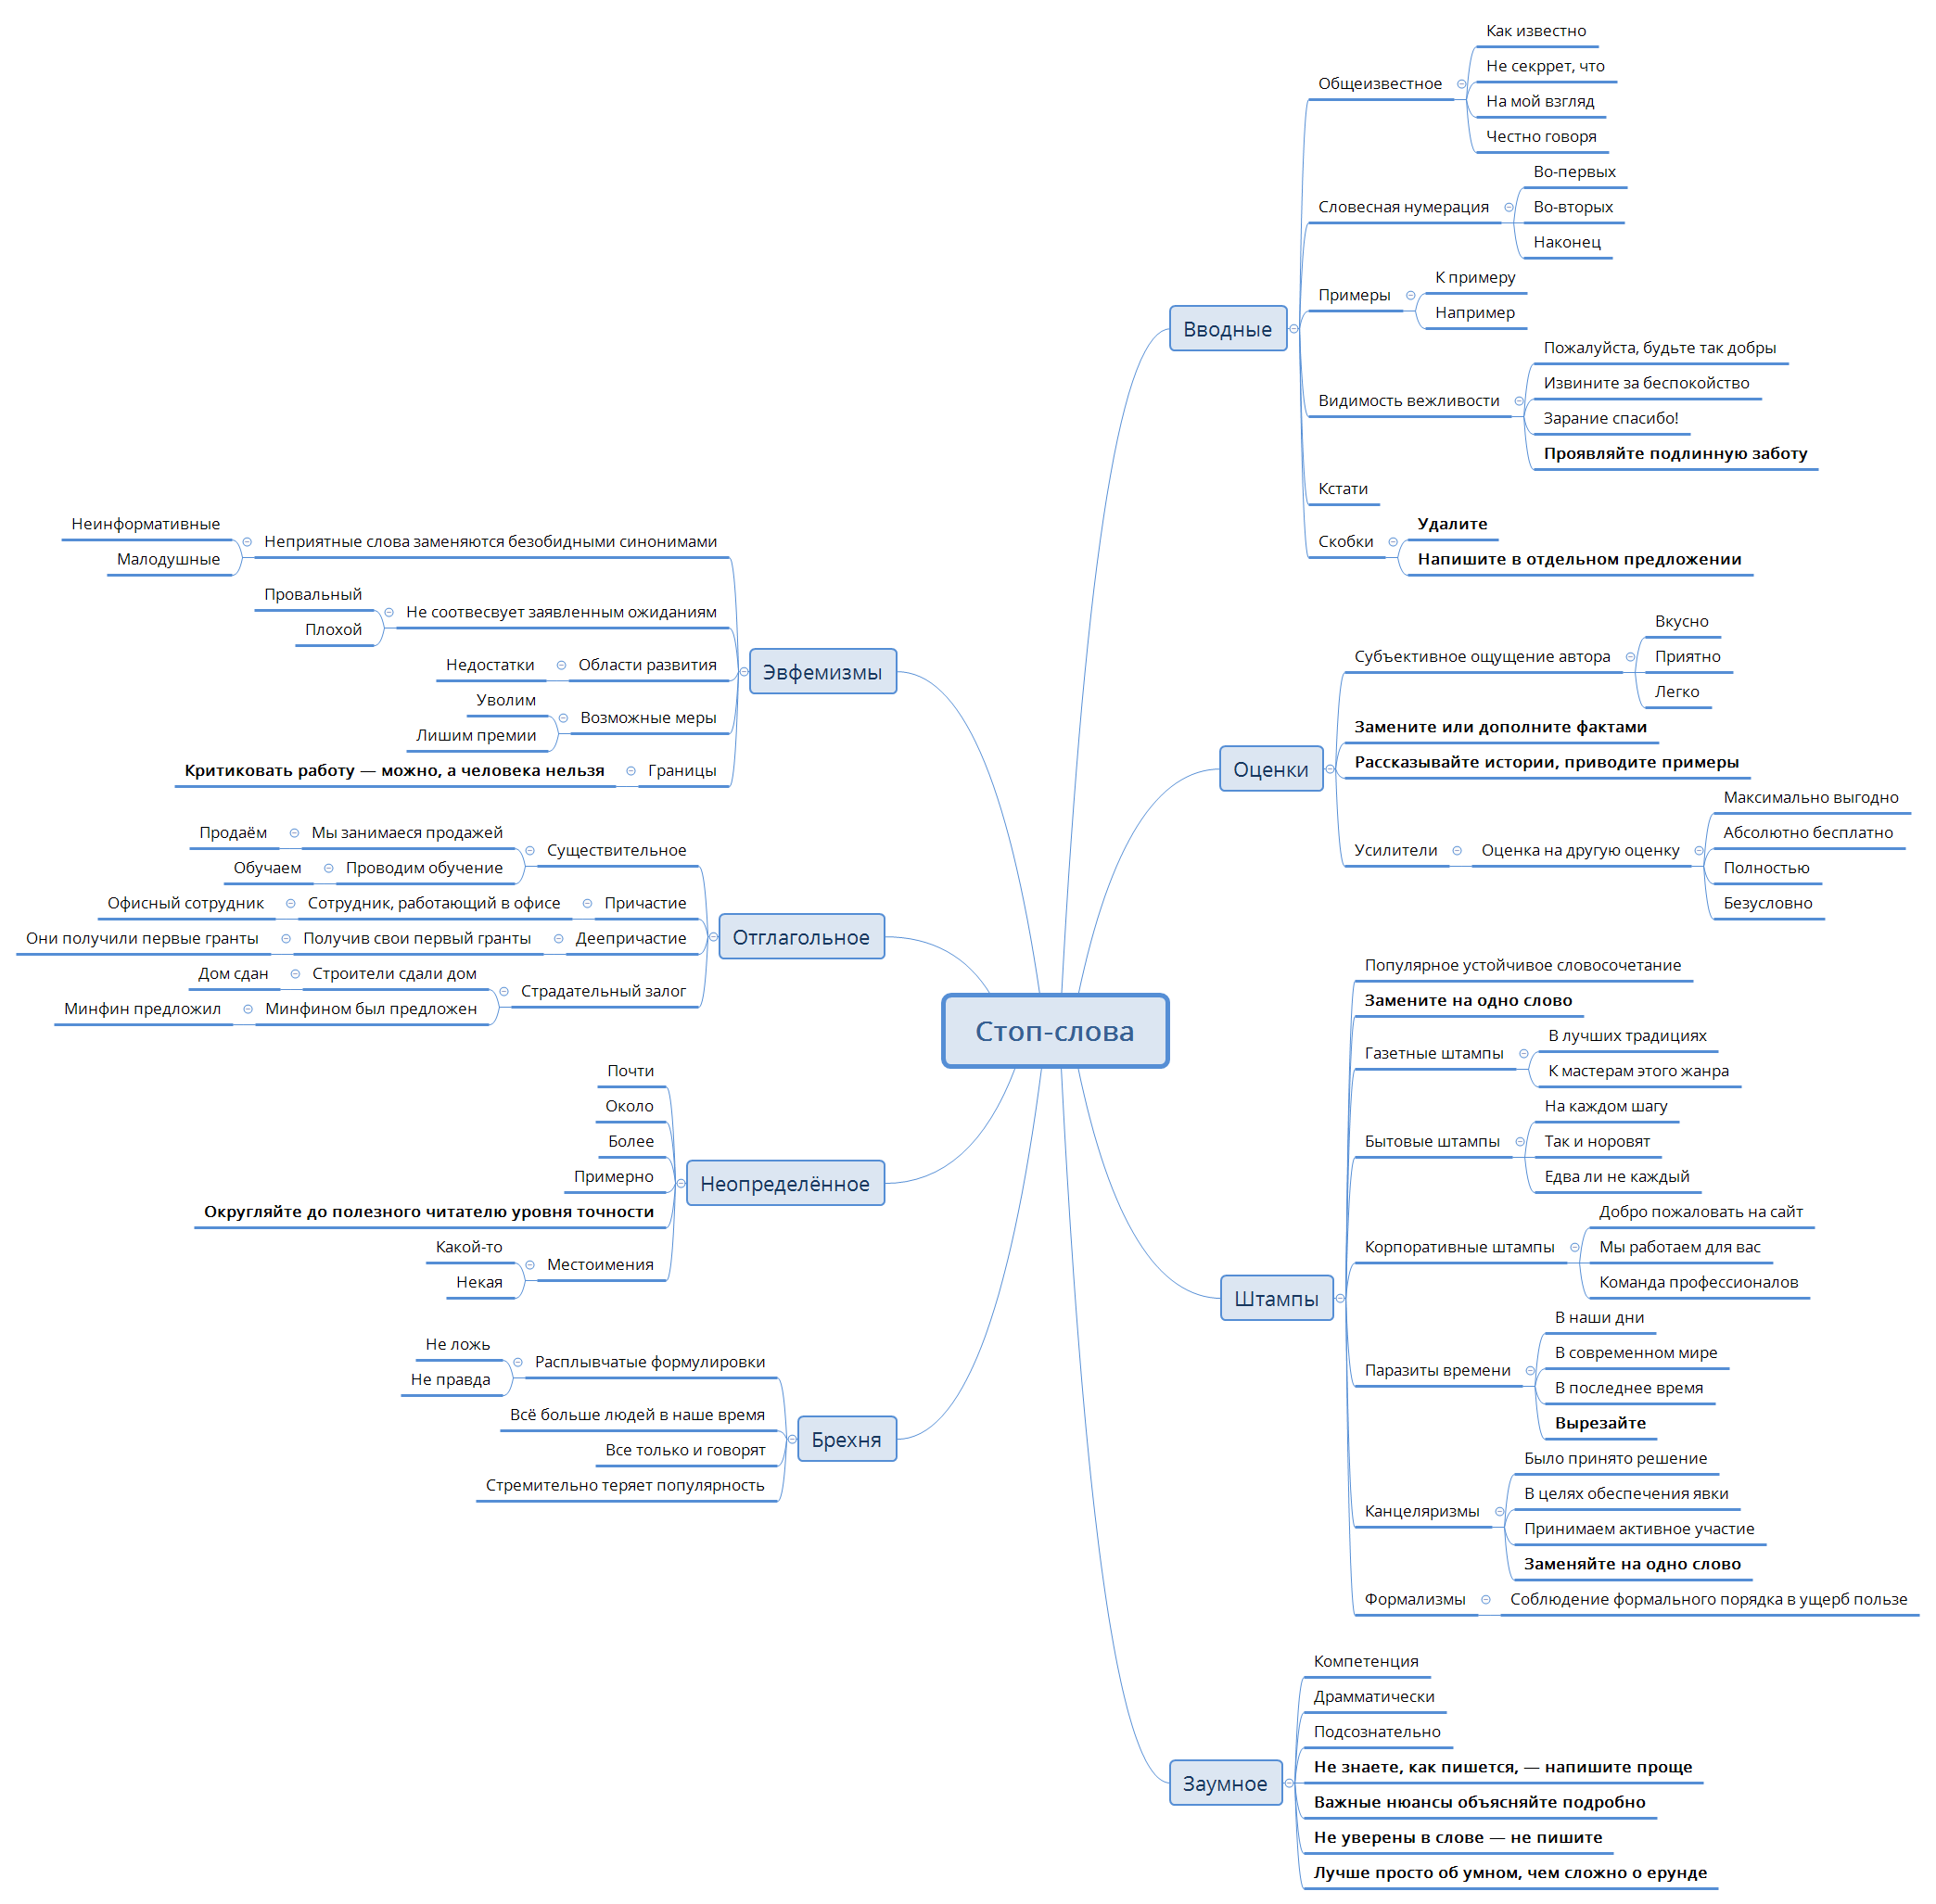 Стоп-слова
Вводные
Общеизвестное
Как известно
Не секррет, что
На мой взгляд
Честно говоря
Словесная нумерация
Во-первых
Во-вторых
Наконец
Примеры
К примеру
Например
Видимость вежливости
Пожалуйста, будьте так добры
Извините за беспокойство
Зарание спасибо!
Проявляйте подлинную заботу
Кстати
Скобки
Удалите
Напишите в отдельном предложении
Оценки
Субъективное ощущение автора
Вкусно
Приятно
Легко
Замените или дополните фактами
Рассказывайте истории, приводите примеры
Усилители
Оценка на другую оценку
Максимально выгодно
Абсолютно бесплатно
Полностью
Безусловно
Штампы
Популярное устойчивое словосочетание
Замените на одно слово
Газетные штампы
В лучших традициях
К мастерам этого жанра
Бытовые штампы
На каждом шагу
Так и норовят
Едва ли не каждый
Корпоративные штампы
Добро пожаловать на сайт
Мы работаем для вас
Команда профессионалов
Паразиты времени
В наши дни
В современном мире
В последнее время
Вырезайте
Канцеляризмы
Было принято решение
В целях обеспечения явки
Принимаем активное участие
Заменяйте на одно слово
Формализмы
Соблюдение формального порядка в ущерб пользе
Заумное
Компетенция
Драмматически
Подсознательно
Не знаете, как пишется, — напишите проще
Важные нюансы объясняйте подробно
Не уверены в слове — не пишите
Лучше просто об умном, чем сложно о ерунде
Эвфемизмы
Неприятные слова заменяются безобидными синонимами
Неинформативные
Малодушные
Не соотвесвует заявленным ожиданиям
Провальный
Плохой
Области развития
Недостатки
Возможные меры
Уволим
Лишим премии
Границы
Критиковать работу — можно, а человека нельзя
Отглагольное
Существительное
Мы занимаеся продажей
Продаём
Проводим обучение
Обучаем
Причастие
Сотрудник, работающий в офисе
Офисный сотрудник
Деепричастие
Получив свои первый гранты
Они получили первые гранты
Страдательный залог
Строители сдали дом
Дом сдан
Минфином был предложен
Минфин предложил
Неопределённое
Почти
Около
Более
Примерно
Округляйте до полезного читателю уровня точности
Местоимения
Какой-то
Некая
Брехня
Расплывчатые формулировки
Не ложь
Не правда
Всё больше людей в наше время
Все только и говорят
Стремительно теряет популярность